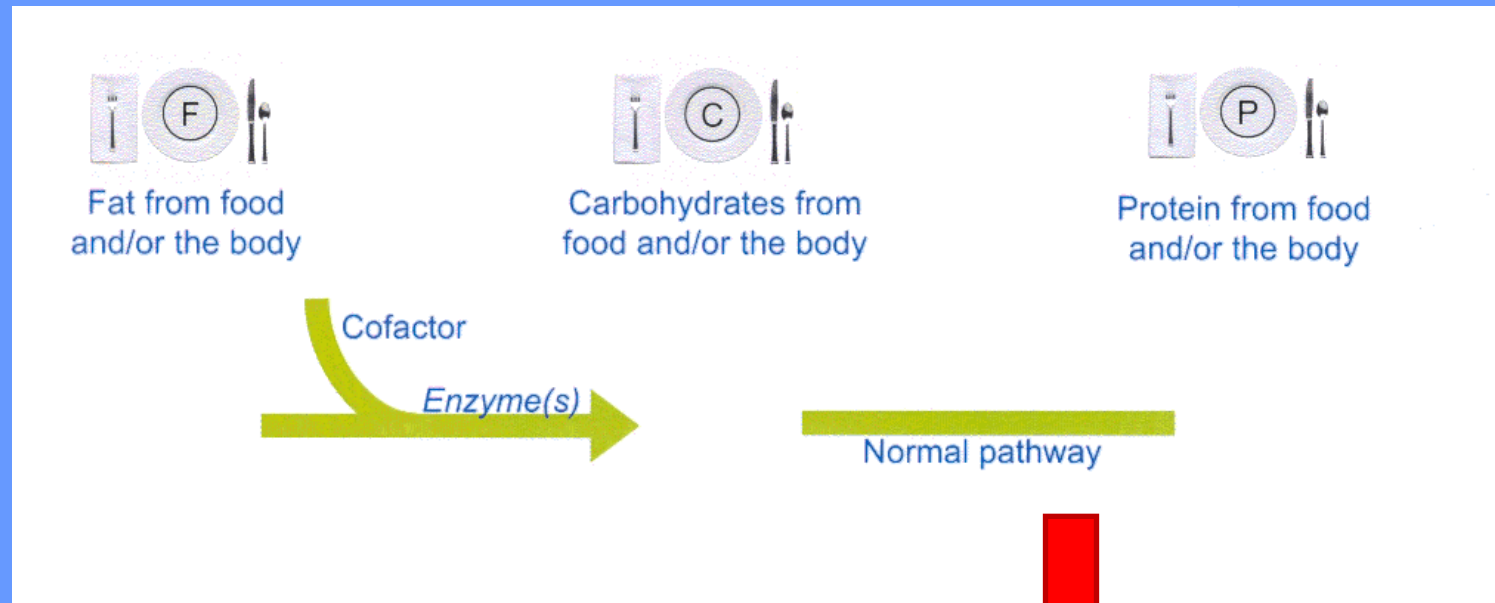 F
C
P
Fat from food
and/or the body
Carbohydrates from
food and/or the body
Protein from food
and/or the body
Cofactor
Enzyme(s)
Normal pathway